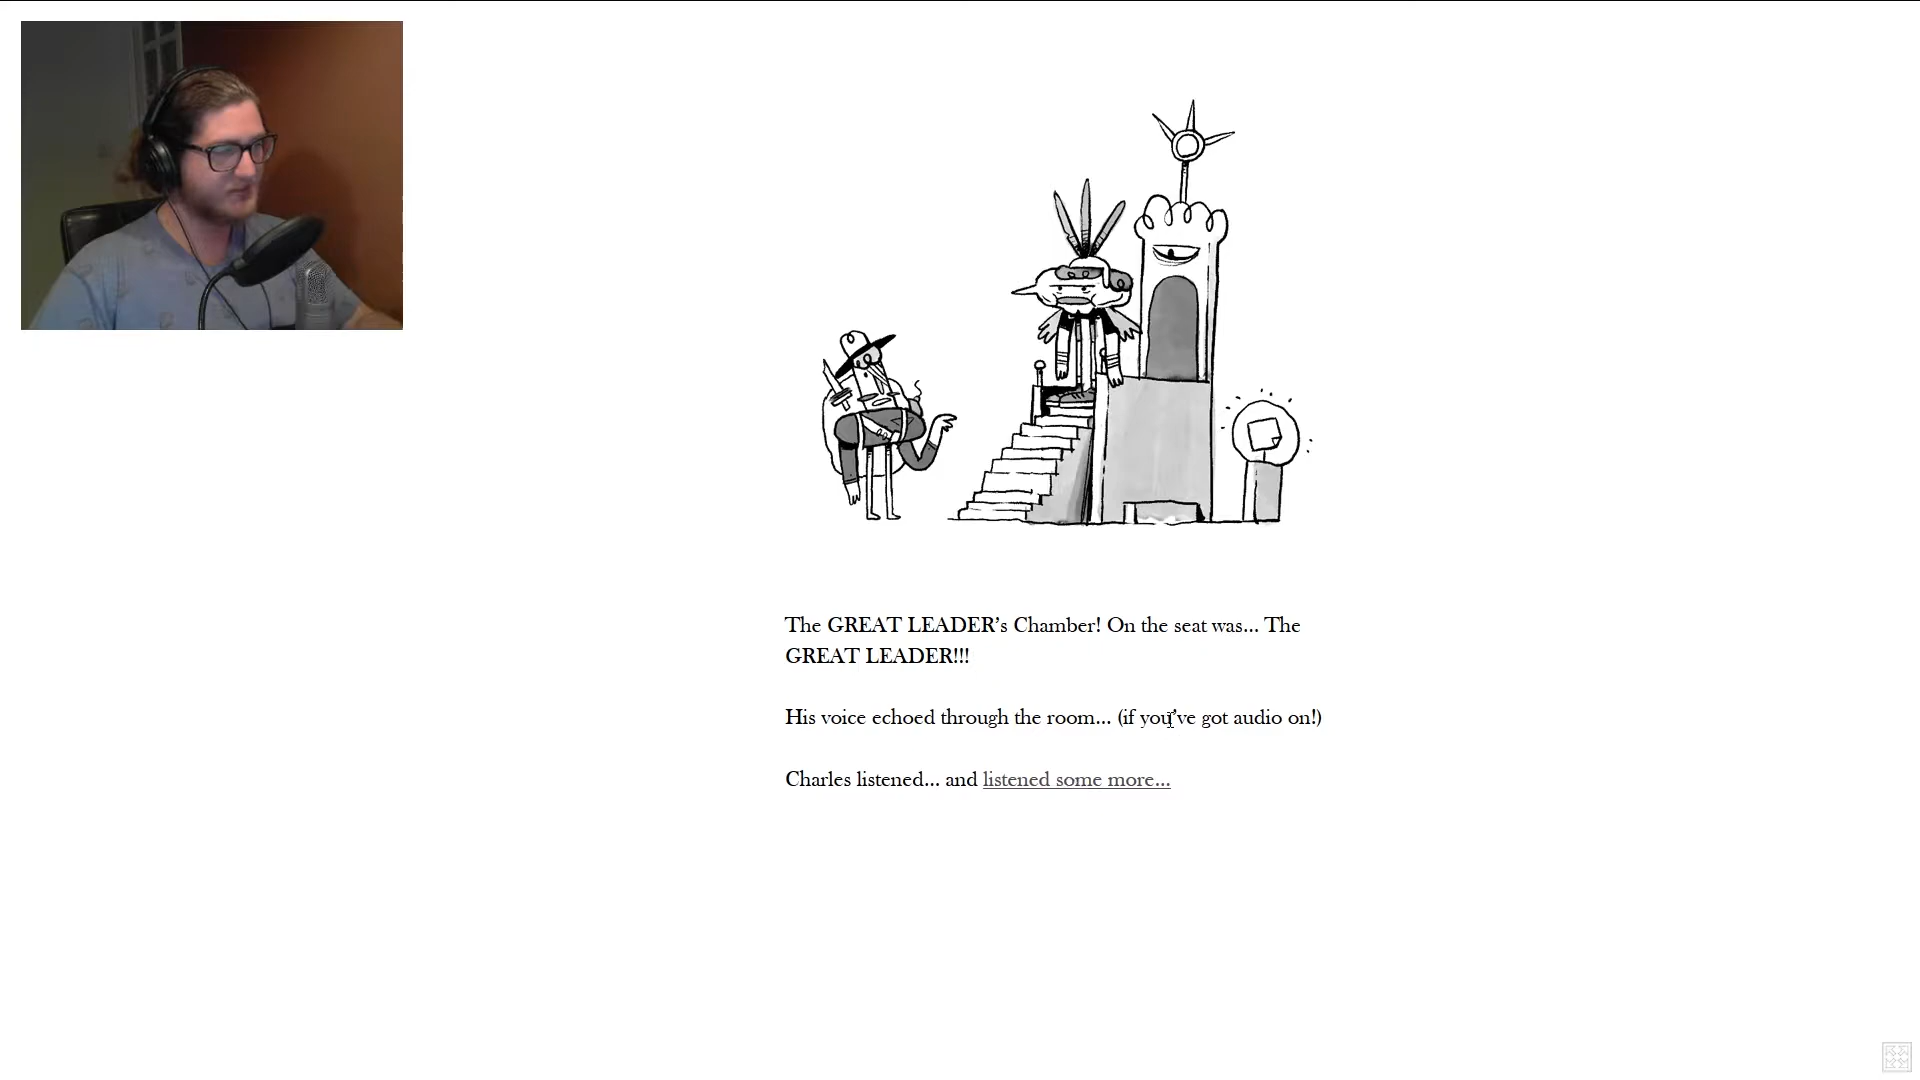 The GREAT LEADER’s Chamber! On the seat was... The
GREAT LEADER!!!
His voice echoed through the room... (if you’ve got audio on!)
Charles listened... and listened some more...